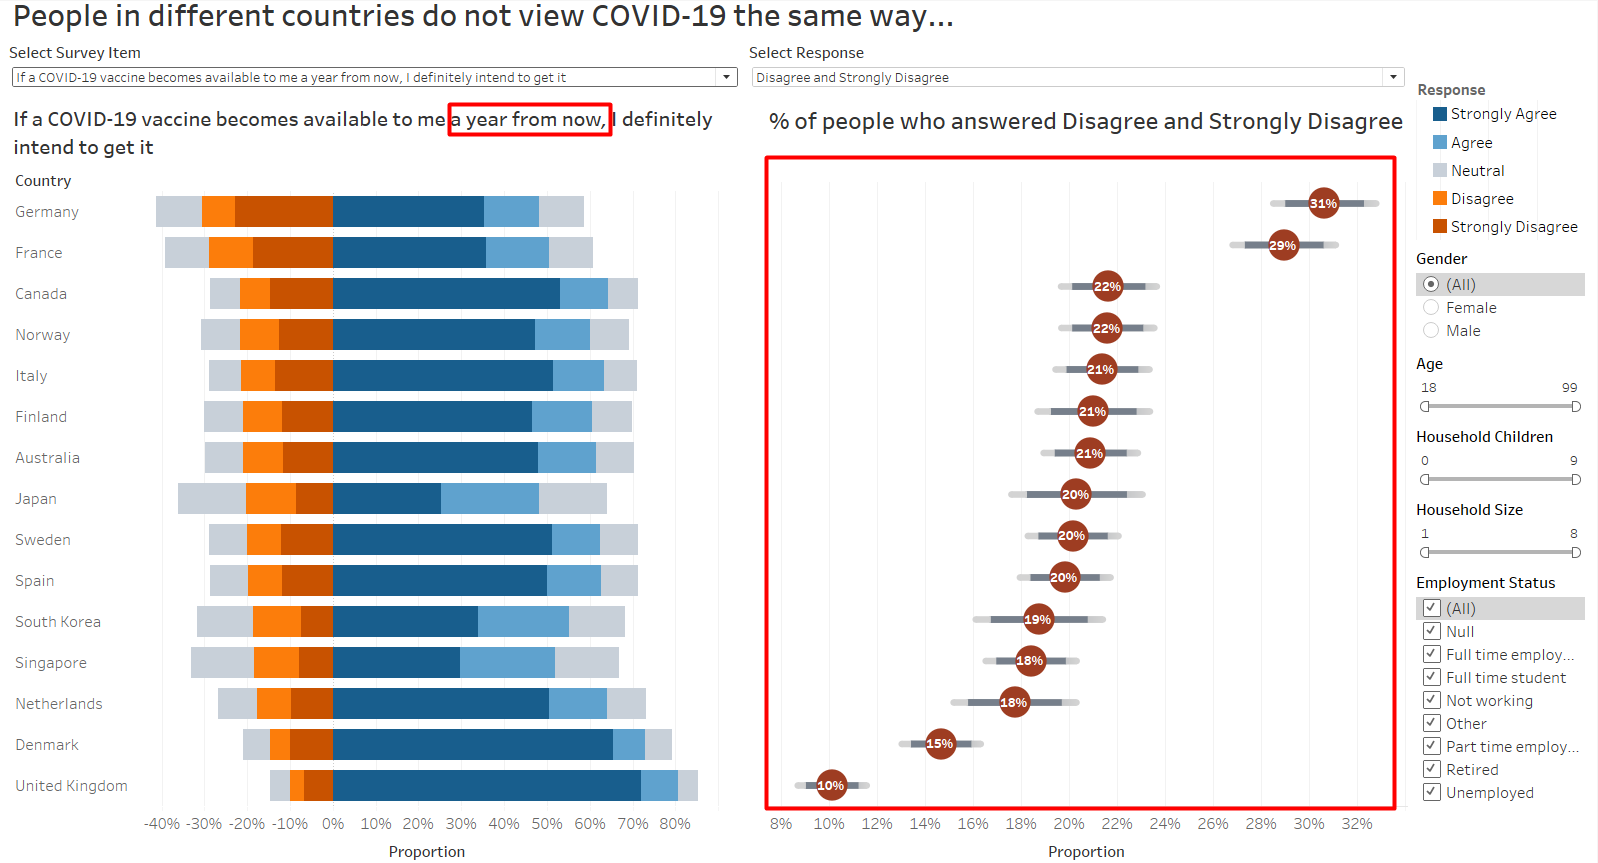 People in different countries do not view COVID-19 the same way...
Select Survey Item
If a COVID-19 vaccine becomes available to me a year from now, I definitely intend to get it
Select Response
Disagree and Strongly Disagree
If a COVID-19 vaccine becomes available to me a year from now, I definitely
intend to get it
Country
Germany
France
Canada
Norway
Italy
Finland
Australia
Japan
Sweden
Spain
South Korea
Singapore
Netherlands
Denmark
United Kingdom
-40% -30% -20% -10% 0% 10% 20% 30% 40% 50% 60% 70% 80%
Proportion
% of people who answered Disagree and Strongly Disagree
31%
29%
22%
22%
21%
21%
21%
20%
20%
20%
19%
18%
18%
15%
10%
8% 10% 12% 14% 16% 18% 20% 22% 24% 26% 28% 30% 32%
Proportion
Response
Strongly Agree
Agree
Neutral
Disagree
Strongly Disagree
Gender
(All)
Female
Male
Age
18 99
Household Children
0 9
Household Size
1 8
Employment Status
(All)
Null
Full time employ...
Full time student
Not working
Other
Part time employ...
Retired
Unemployed